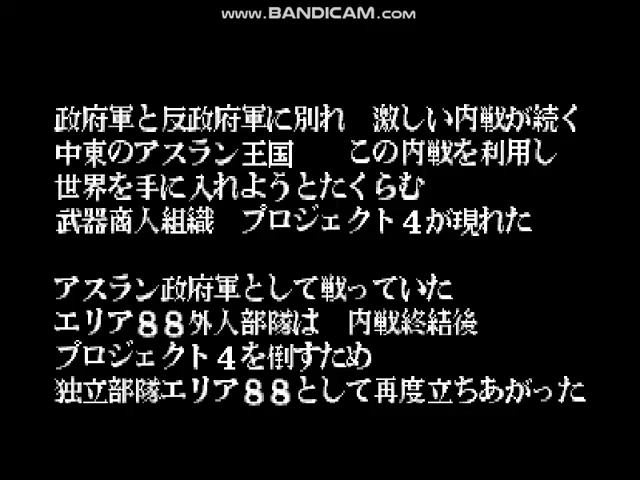 www.BANDICAM.com
政府軍と反政府軍に別れ　激しい内戦が続く
中東のアスラン王国　　この内戦を利用し
世界を手に入れようとたくらむ
武器商人組織　プロジェクト４が現れた
アスラン政府軍として戦っていた
エリア８８外人部隊は　内戦終結後
プロジェクト４を倒すため
独立部隊エリア８８として再度立ちあがった